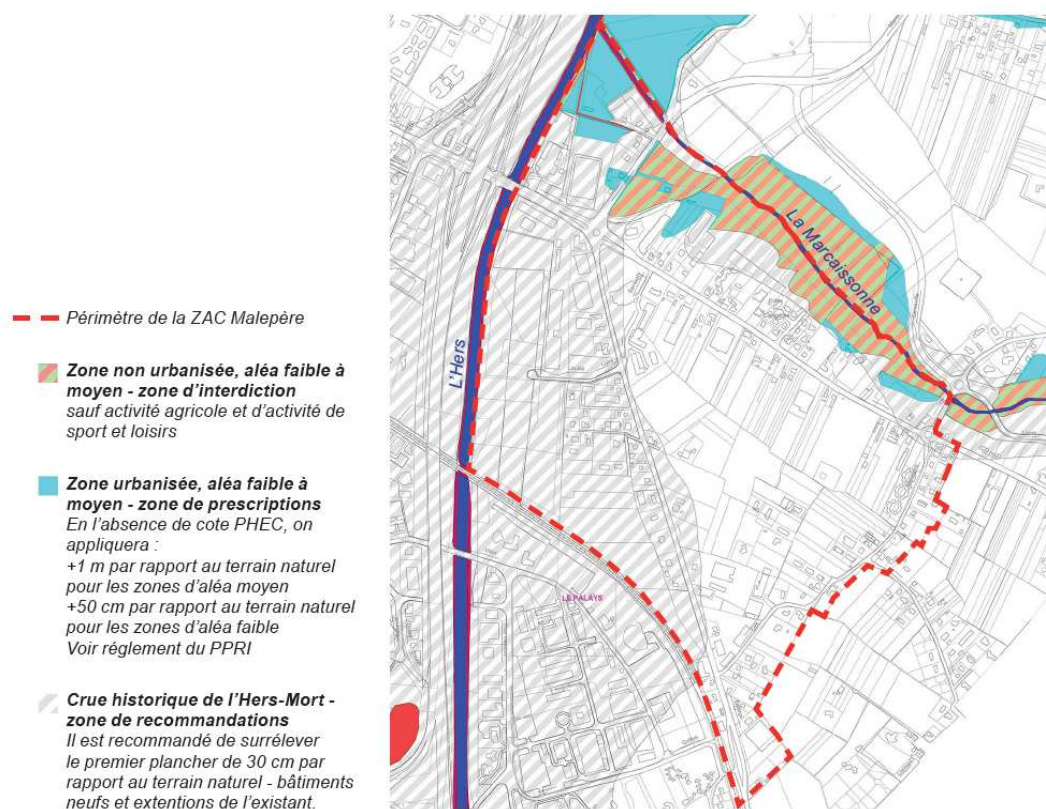 Périmètre de la ZAC Malepère
Zone non urbanisée, aléa faible à
moyen - zone d'interdiction
sauf activité agricole et d'activité de
sport et loisirs
Zone urbanisée, aléa faible à
moyen - zone de prescriptions
En l'absence de cote PHEC, on
appliquera :
+1 m par rapport au terrain naturel
pour les zones d'aléa moyen
+50 cm par rapport au terrain naturel
pour les zones d'aléa faible
Voir réglement du PPRI
Crue historique de l'Hers-Mort -
zone de recommandations
Il est recommandé de surrélever
le premier plancher de 30 cm par
rapport au terrain naturel - bâtiments
neufs et extentions de l'existant.
L'Hers
La Marcaissonne
LE PALAYS